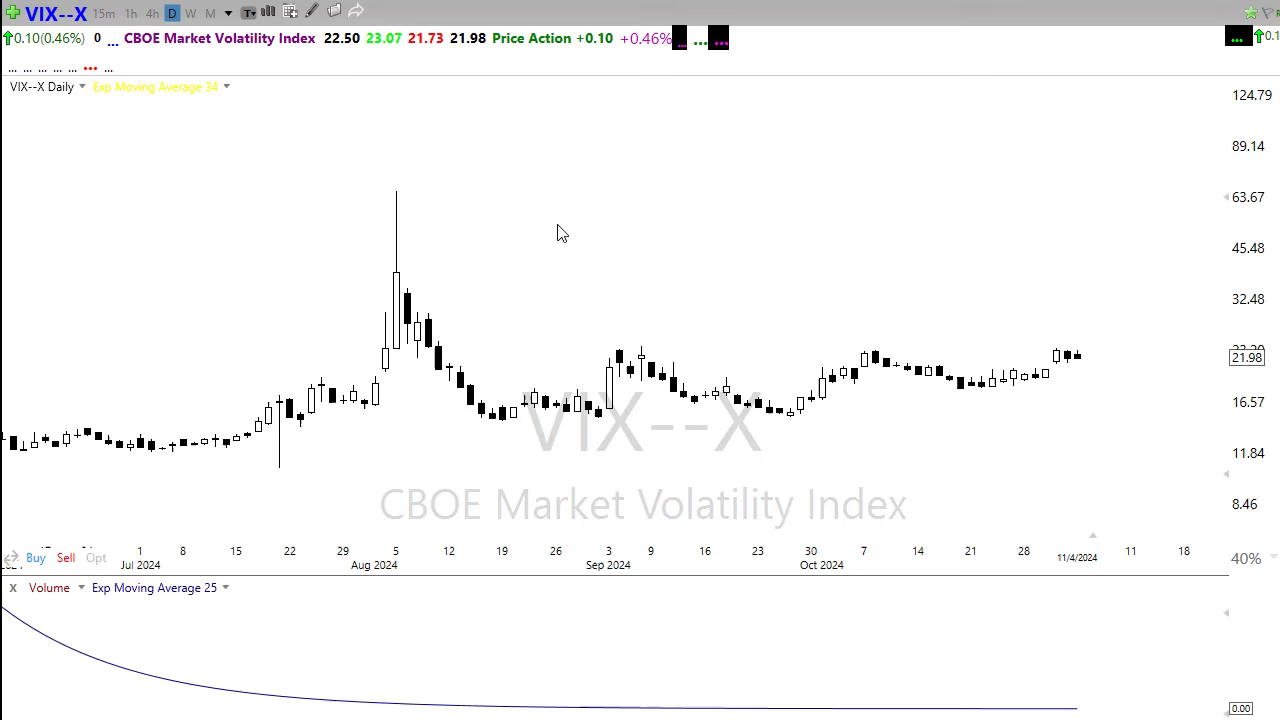 VIX--X 15m 1h 4h D W M T
0.10(0.46%) 0 ... CBOE Market Volatility Index 22.50 23.07 21.73 21.98 Price Action +0.10 +0.46% ... ... ... ... 0.1
... ... ... ... ... ... ...
VIX--X Daily Exp Moving Average 34
124.79
89.14
63.67
45.48
32.48
21.98
16.57
11.84
8.46
VIX--X
CBOE Market Volatility Index
1 8 15 22 29 5 12 19 26 3 9 16 23 30 7 14 21 28 11/4/2024 11 18
Buy Sell Opt 40%
Jul 2024 Aug 2024 Sep 2024 Oct 2024
x Volume Exp Moving Average 25
0.00